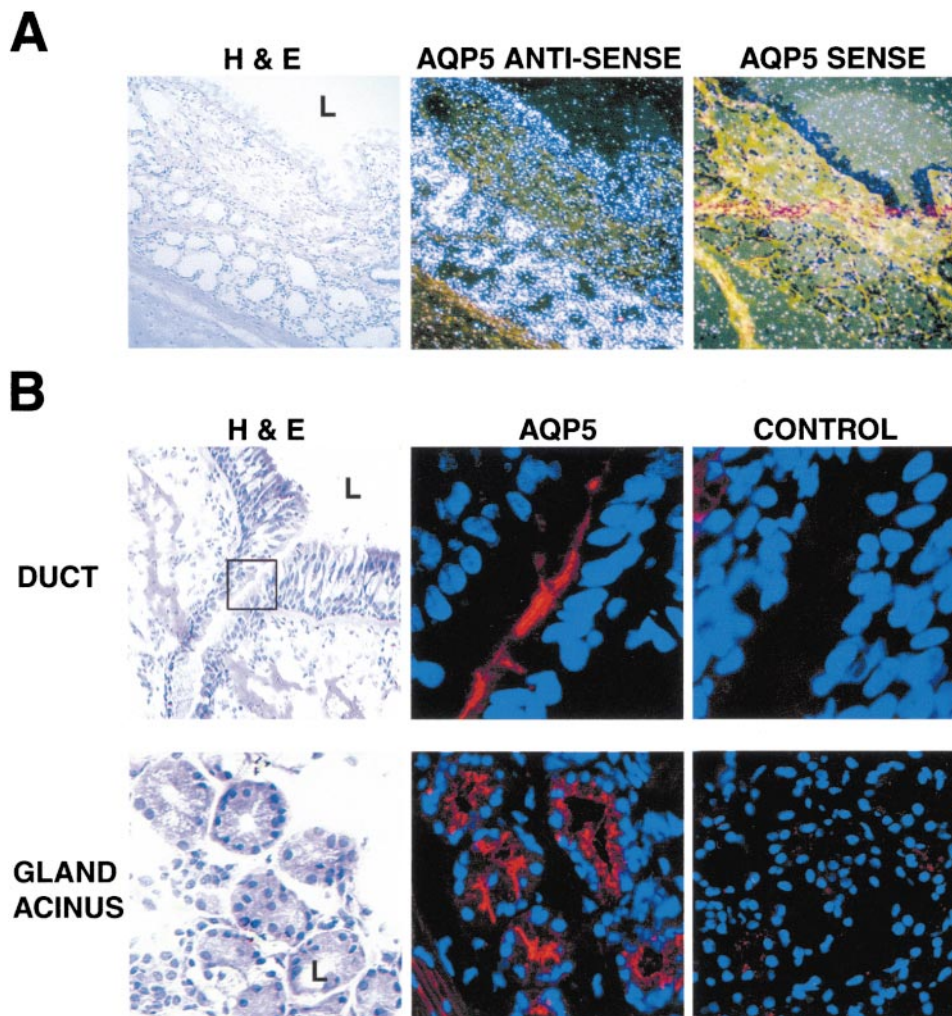 A
H & E
AQP5 ANTI-SENSE
AQP5 SENSE
L
B
H & E
AQP5
CONTROL
L
DUCT
GLAND
ACINUS
L